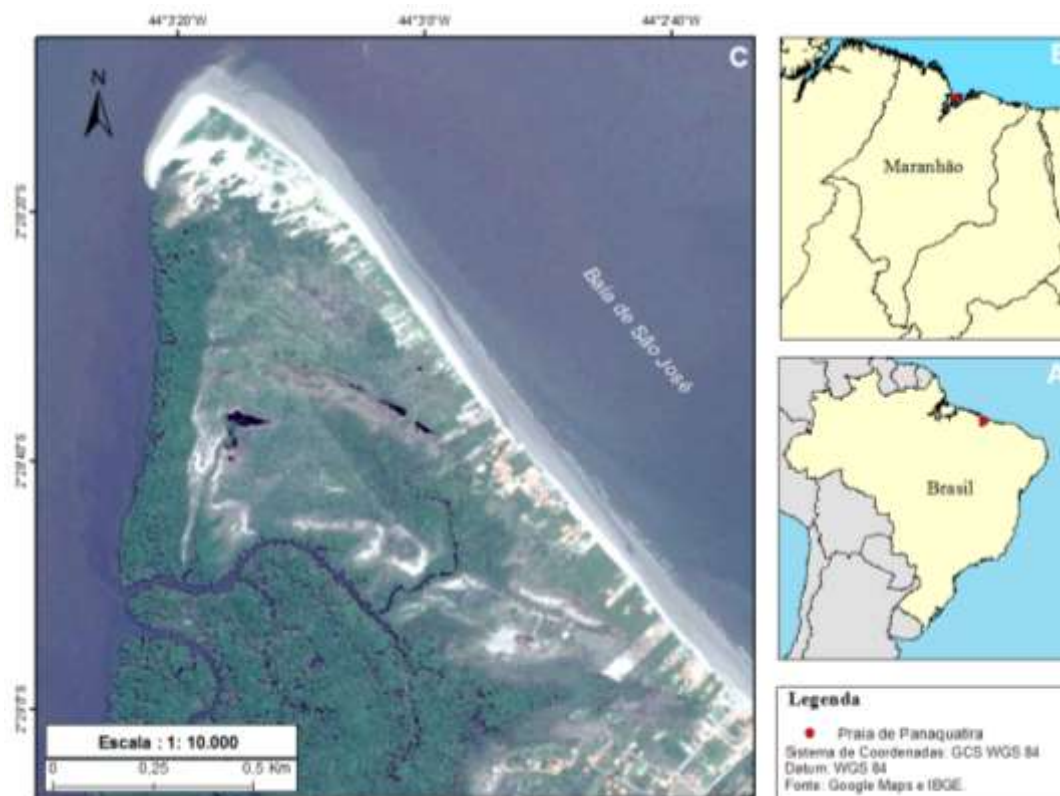 44°3'20"W 44°3'0"W 44°2'40"W
C
N
Baía de São José
Escala : 1: 10.000
0 0,25 0,5 Km
B
Maranhão
A
Brasil
Legenda
Praia de Panaquatira
Sistema de Coordenadas: GCS WGS 84
Datum: WGS 84
Fonte: Google Maps e IBGE.